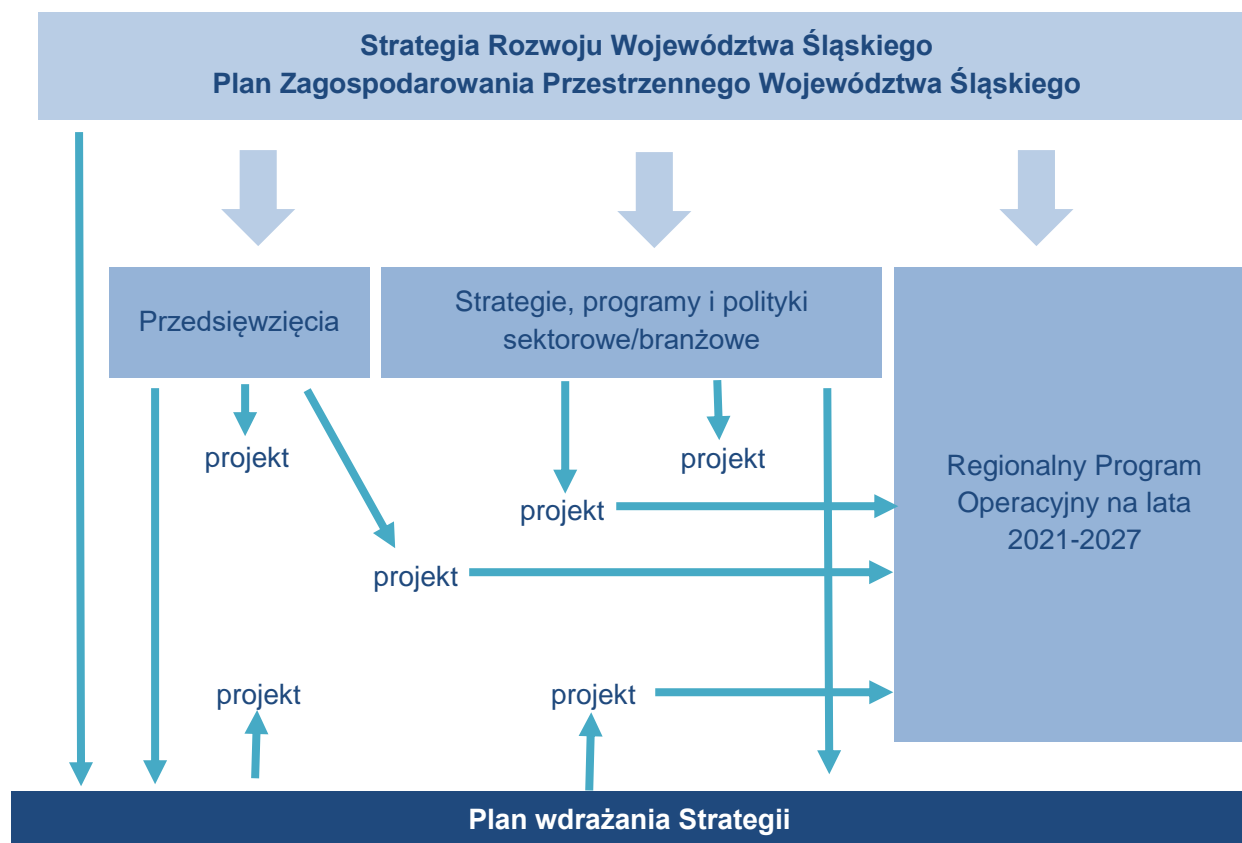 Strategia Rozwoju Województwa Śląskiego
Plan Zagospodarowania Przestrzennego Województwa Śląskiego
Przedsięwzięcia
Strategie, programy i polityki
sektorowe/branżowe
Regionalny Program
Operacyjny na lata
2021-2027
projekt
projekt
projekt
projekt
projekt
projekt
Plan wdrażania Strategii